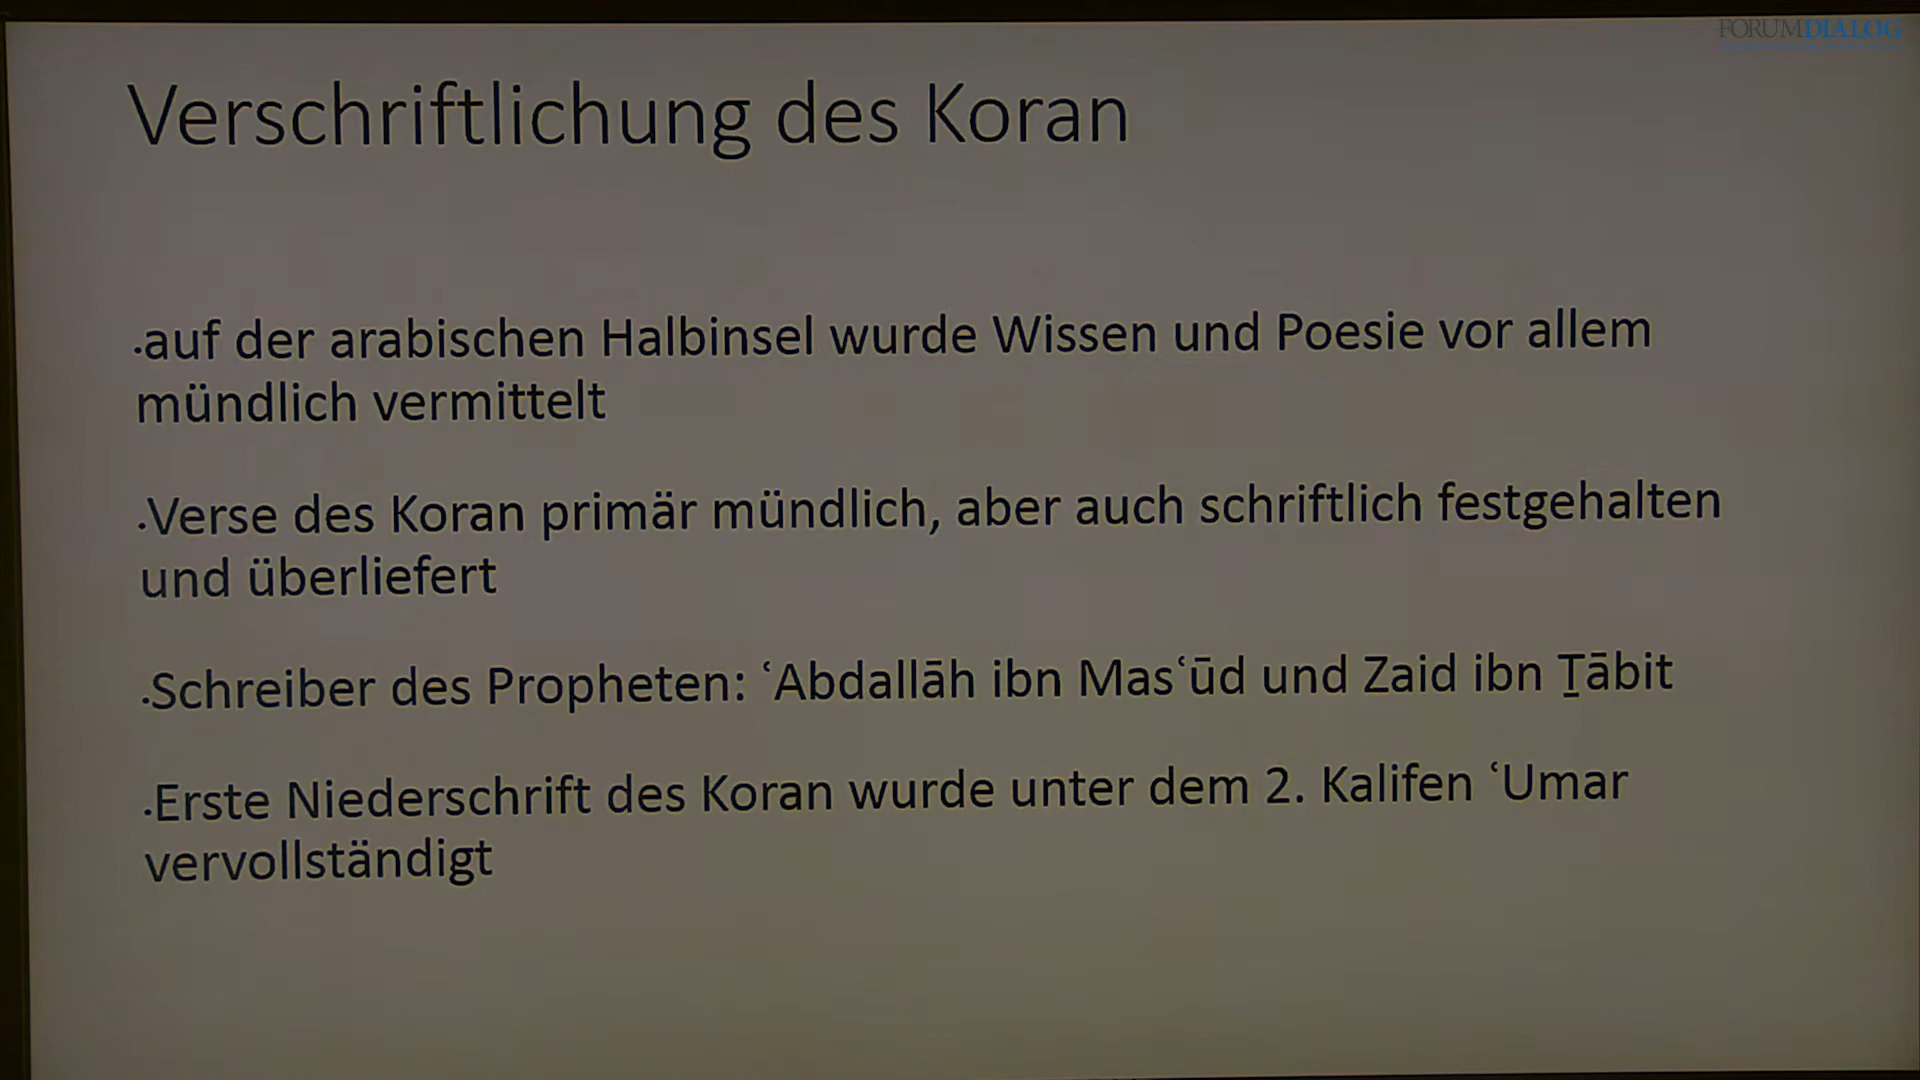 FORUMDIALOG
Verschriftlichung des Koran
.auf der arabischen Halbinsel wurde Wissen und Poesie vor allem
mündlich vermittelt
.Verse des Koran primär mündlich, aber auch schriftlich festgehalten
und überliefert
.Schreiber des Propheten: ʿAbdallāh ibn Masʿūd und Zaid ibn Ṯābit
.Erste Niederschrift des Koran wurde unter dem 2. Kalifen ʿUmar
vervollständigt